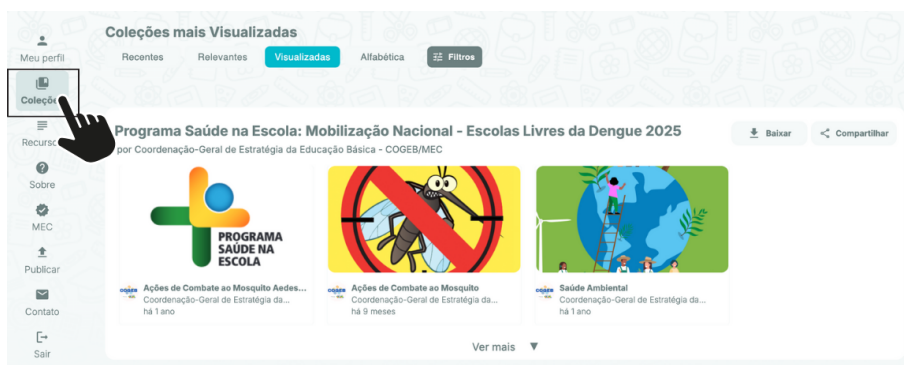 Meu perfil
Coleçõe
Recurso
Sobre
MEC
Publicar
Contato
Sair
Coleções mais Visualizadas
Recentes
Relevantes
Visualizadas
Alfabética
Filtros
Programa Saúde na Escola: Mobilização Nacional - Escolas Livres da Dengue 2025
por Coordenação-Geral de Estratégia da Educação Básica - COGEB/MEC
Baixar
Compartilhar
PROGRAMA
SAÚDE NA
ESCOLA
Ações de Combate ao Mosquito Aedes...
Coordenação-Geral de Estratégia da...
há 1 ano
Ações de Combate ao Mosquito
Coordenação-Geral de Estratégia da...
há 9 meses
Saúde Ambiental
Coordenação-Geral de Estratégia da...
há 1 ano
Ver mais